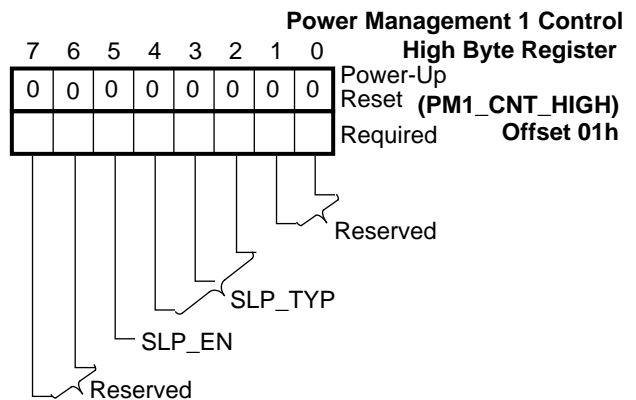 Power Management 1 Control
High Byte Register
(PM1_CNT_HIGH)
Offset 01h
7 6 5 4 3 2 1 0
0 0 0 0 0 0 0 0
Power-Up
Reset
Required
Reserved
SLP_TYP
SLP_EN
Reserved